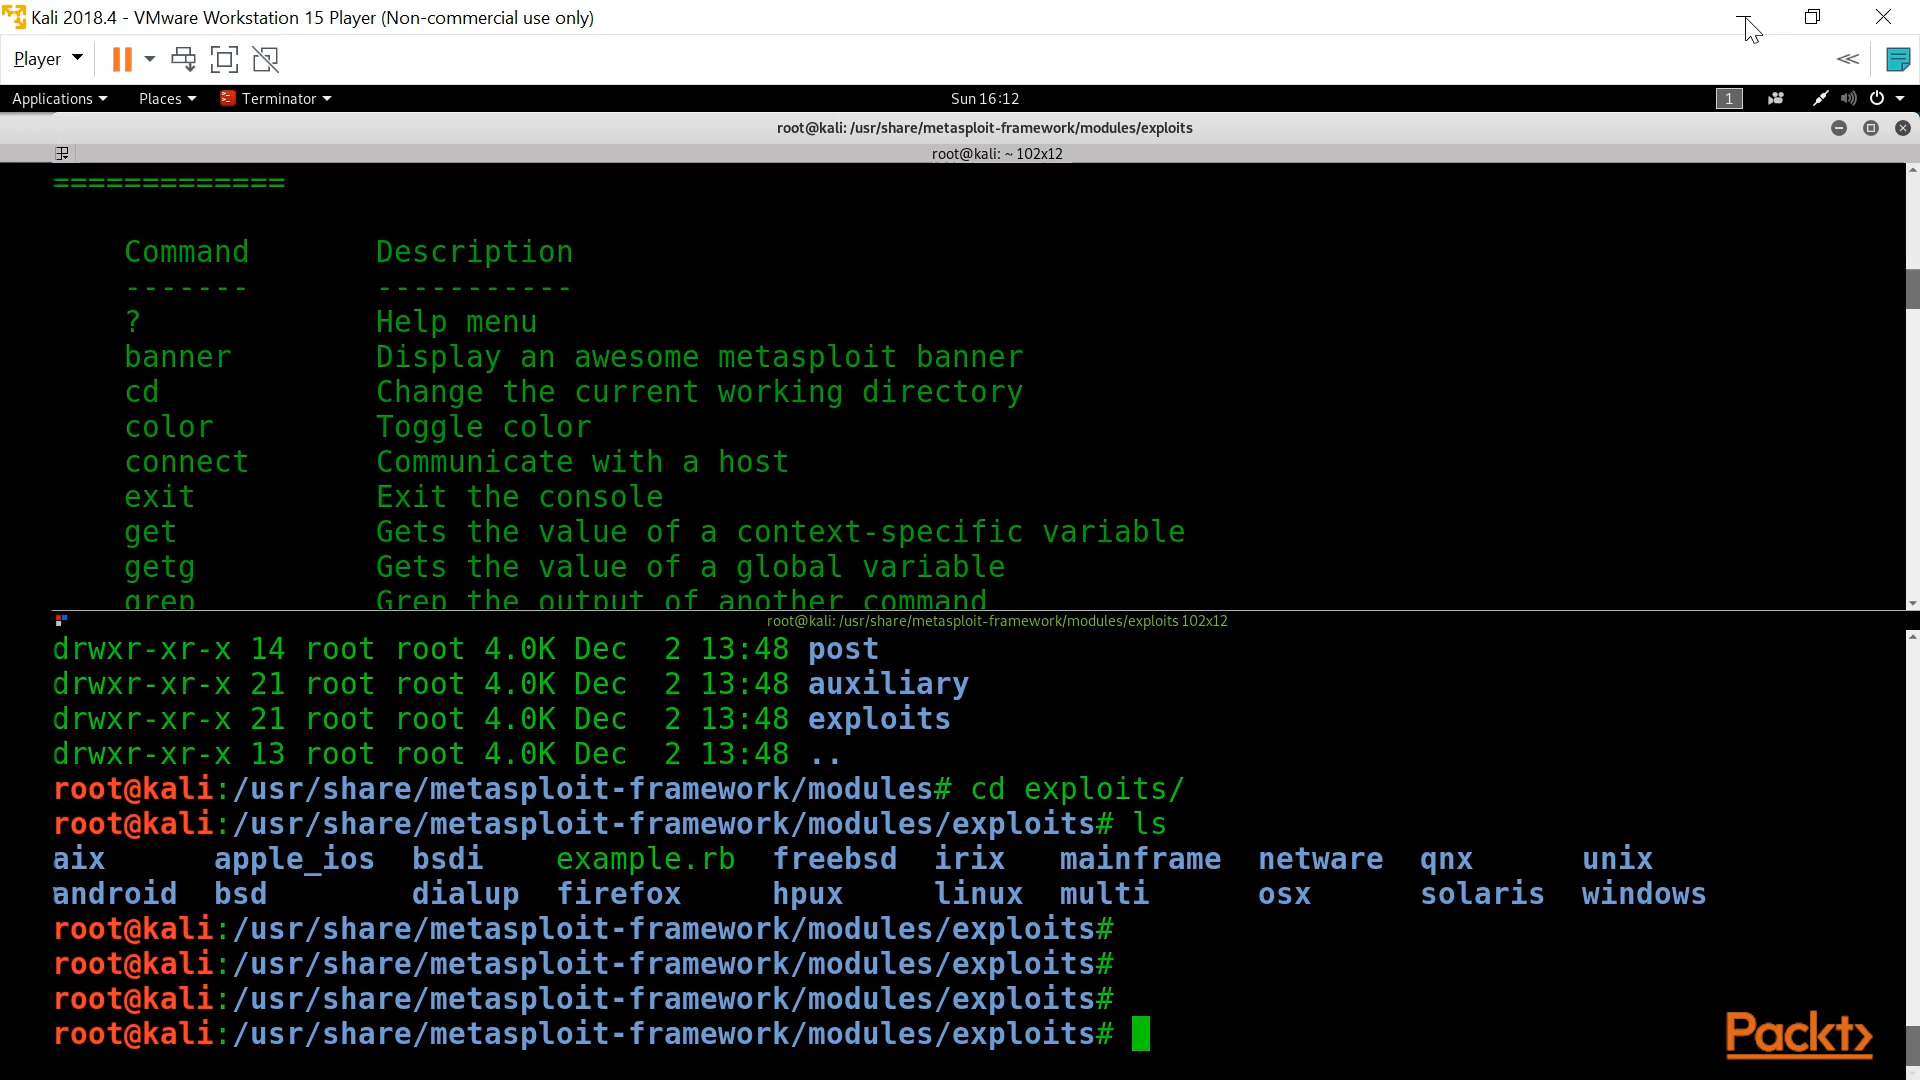 Kali 2018.4 - VMware Workstation 15 Player (Non-commercial use only)
Player
Applications Places Terminator Sun 16:12 1
root@kali: /usr/share/metasploit-framework/modules/exploits
root@kali: ~ 102x12
=============
Command Description
------- -----------
? Help menu
banner Display an awesome metasploit banner
cd Change the current working directory
color Toggle color
connect Communicate with a host
exit Exit the console
get Gets the value of a context-specific variable
getg Gets the value of a global variable
grep Grep the output of another command
root@kali: /usr/share/metasploit-framework/modules/exploits 102x12
drwxr-xr-x 14 root root 4.0K Dec  2 13:48 post
drwxr-xr-x 21 root root 4.0K Dec  2 13:48 auxiliary
drwxr-xr-x 21 root root 4.0K Dec  2 13:48 exploits
drwxr-xr-x 13 root root 4.0K Dec  2 13:48 ..
root@kali:/usr/share/metasploit-framework/modules# cd exploits/
root@kali:/usr/share/metasploit-framework/modules/exploits# ls
aix apple_ios bsdi example.rb freebsd irix mainframe netware qnx unix
android bsd dialup firefox hpux linux multi osx solaris windows
root@kali:/usr/share/metasploit-framework/modules/exploits#
root@kali:/usr/share/metasploit-framework/modules/exploits#
root@kali:/usr/share/metasploit-framework/modules/exploits#
root@kali:/usr/share/metasploit-framework/modules/exploits#
Packt>